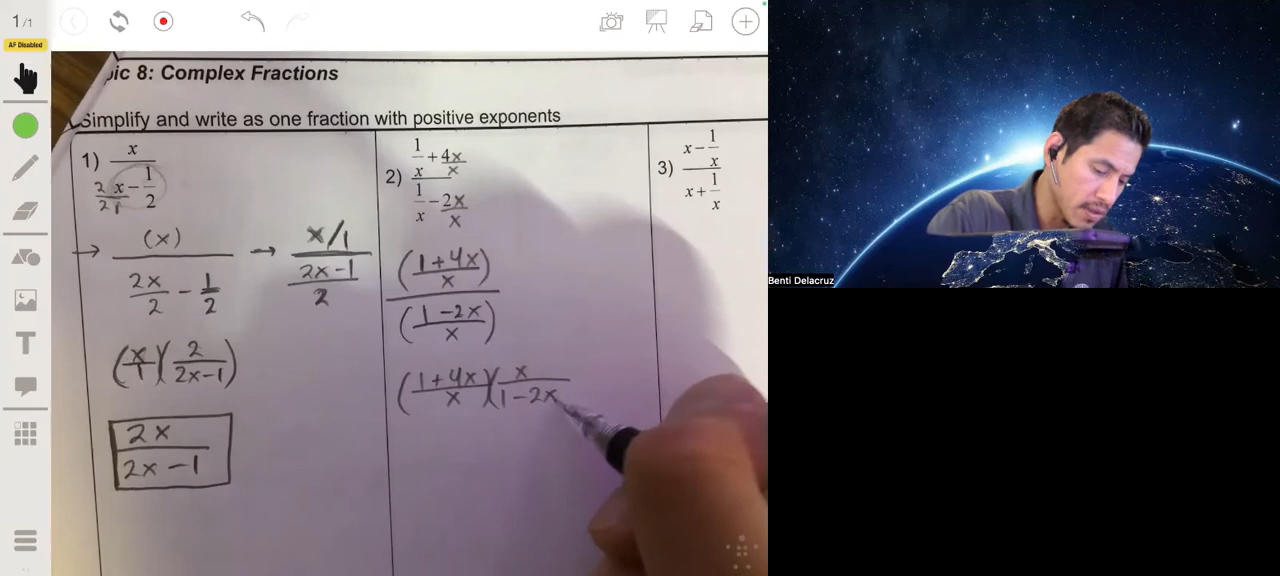 1/1
AF Disabled
T
ic 8: Complex Fractions
Simplify and write as one fraction with positive exponents
1) x / (2/2 x/1 - 1/2)
→ (x) / (2x/2 - 1/2) → (x/1) / ((2x-1)/2)
(x/1)(2/(2x-1))
2x/(2x-1)
2) (1/x + 4x/x) / (1/x - 2x/x)
((1+4x)/x) / ((1-2x)/x)
((1+4x)/x)(x/(1-2x
3) (x - 1/x) / (x + 1/x)
Benti Delacruz